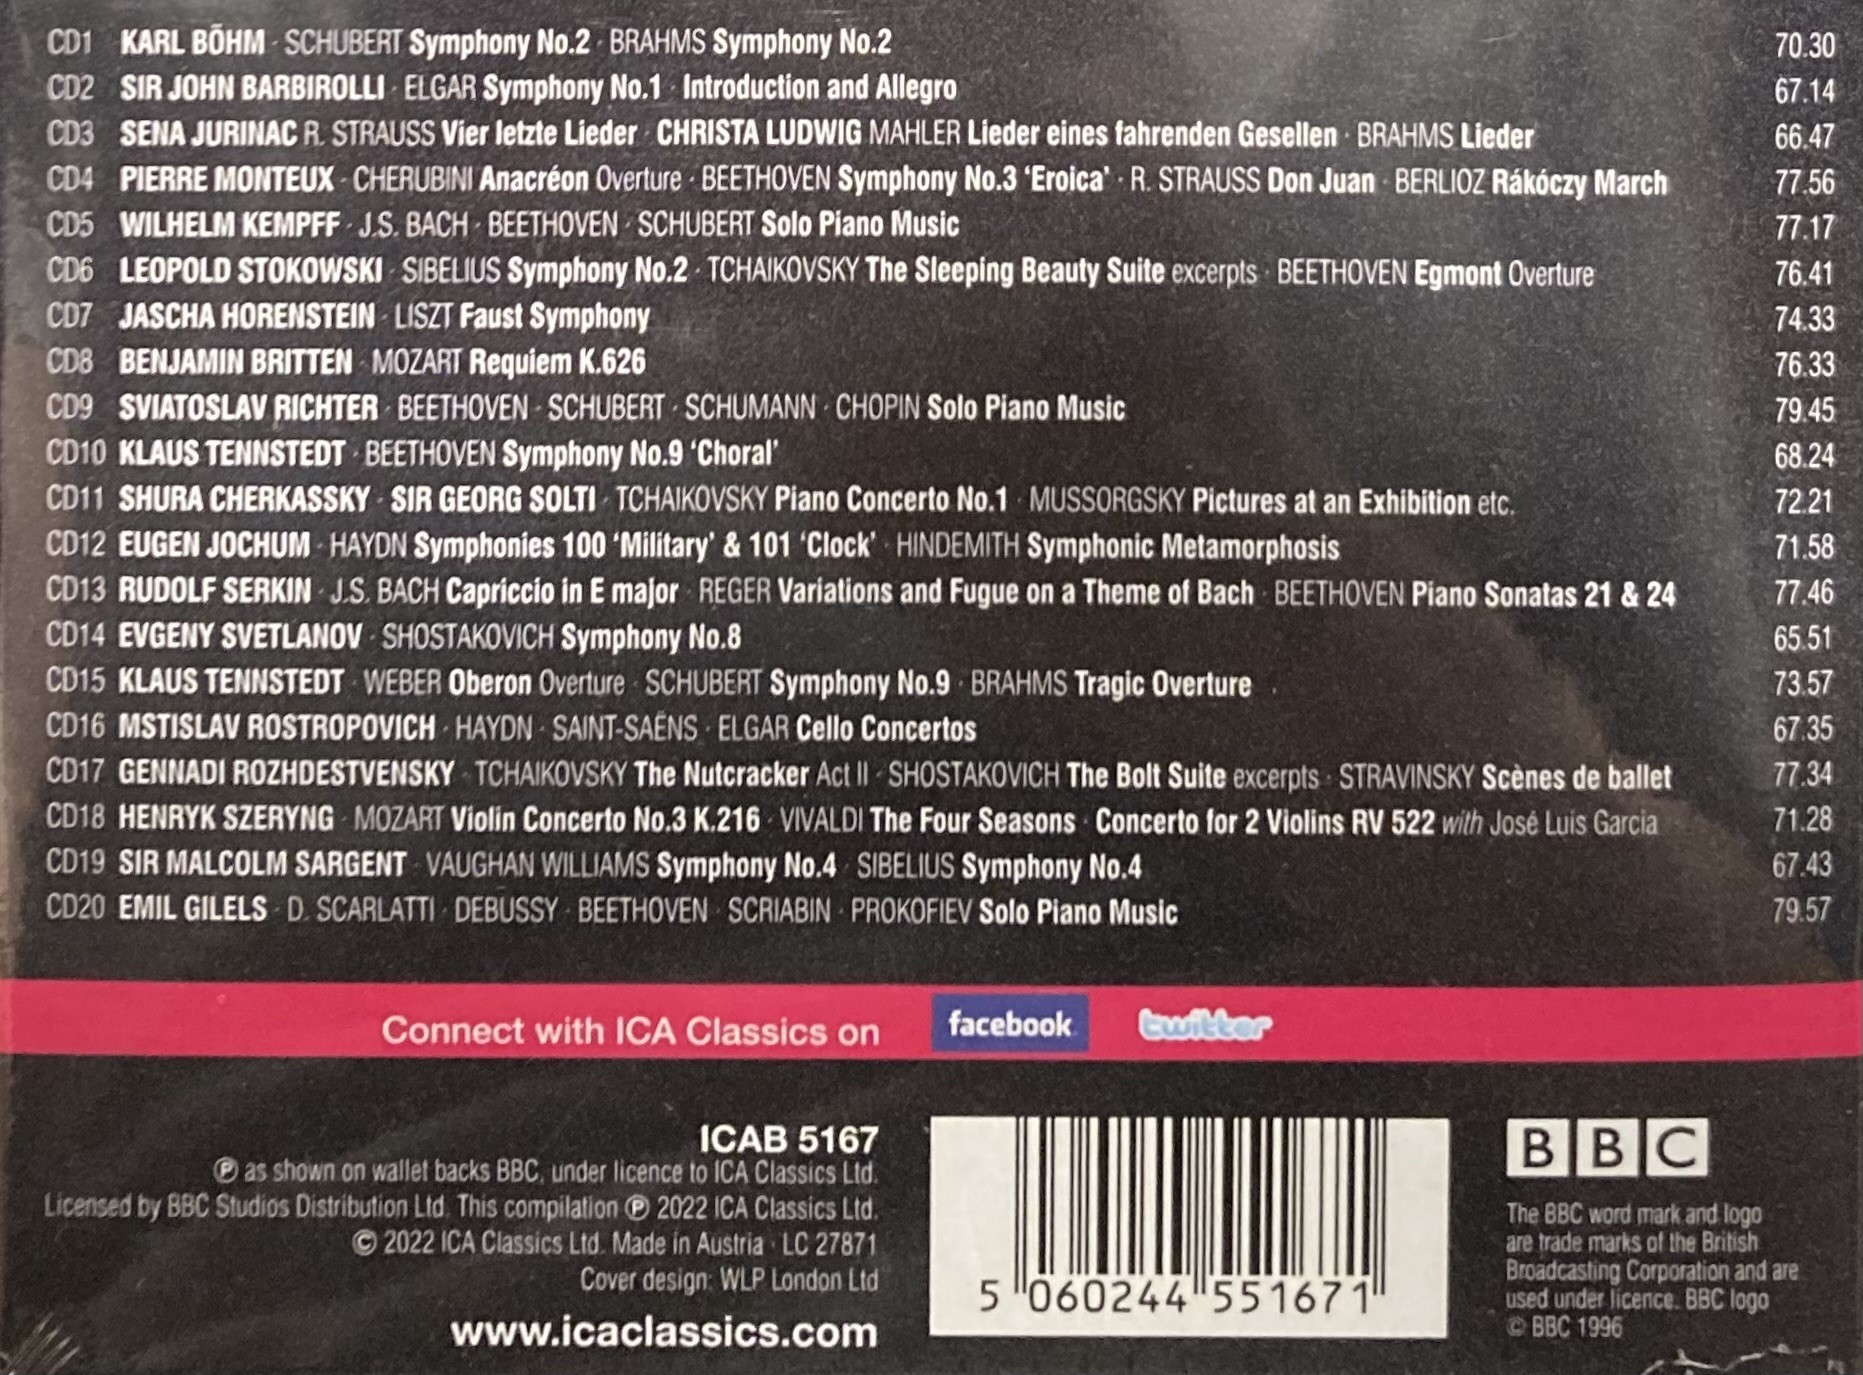 CD1 KARL BÕHM · SCHUBERT Symphony No.2 · BRAHMS Symphony No.2 70.30
CD2 SIR JOHN BARBIROLLI · ELGAR Symphony No.1 · Introduction and Allegro 67.14
CD3 SENA JURINAC R. STRAUSS Vier letzte Lieder · CHRISTA LUDWIG MAHLER Lieder eines fahrenden Gesellen · BRAHMS Lieder 66.47
CD4 PIERRE MONTEUX · CHERUBINI Anacréon Overture · BEETHOVEN Symphony No.3 ‘Eroica’ · R. STRAUSS Don Juan · BERLIOZ Rákóczy March 77.56
CD5 WILHELM KEMPFF · J.S. BACH · BEETHOVEN · SCHUBERT Solo Piano Music 77.17
CD6 LEOPOLD STOKOWSKI · SIBELIUS Symphony No.2 · TCHAIKOVSKY The Sleeping Beauty Suite excerpts · BEETHOVEN Egmont Overture 76.41
CD7 JASCHA HORENSTEIN · LISZT Faust Symphony 74.33
CD8 BENJAMIN BRITTEN · MOZART Requiem K.626 76.33
CD9 SVIATOSLAV RICHTER · BEETHOVEN · SCHUBERT · SCHUMANN · CHOPIN Solo Piano Music 79.45
CD10 KLAUS TENNSTEDT · BEETHOVEN Symphony No.9 ‘Choral’ 68.24
CD11 SHURA CHERKASSKY · SIR GEORG SOLTI · TCHAIKOVSKY Piano Concerto No.1 · MUSSORGSKY Pictures at an Exhibition etc. 72.21
CD12 EUGEN JOCHUM · HAYDN Symphonies 100 ‘Military’ & 101 ‘Clock’ · HINDEMITH Symphonic Metamorphosis 71.58
CD13 RUDOLF SERKIN · J.S. BACH Capriccio in E major · REGER Variations and Fugue on a Theme of Bach · BEETHOVEN Piano Sonatas 21 & 24 77.46
CD14 EVGENY SVETLANOV · SHOSTAKOVICH Symphony No.8 65.51
CD15 KLAUS TENNSTEDT · WEBER Oberon Overture · SCHUBERT Symphony No.9 · BRAHMS Tragic Overture 73.57
CD16 MSTISLAV ROSTROPOVICH · HAYDN · SAINT-SAËNS · ELGAR Cello Concertos 67.35
CD17 GENNADI ROZHDESTVENSKY · TCHAIKOVSKY The Nutcracker Act II · SHOSTAKOVICH The Bolt Suite excerpts · STRAVINSKY Scènes de ballet 77.34
CD18 HENRYK SZERYNG · MOZART Violin Concerto No.3 K.216 · VIVALDI The Four Seasons · Concerto for 2 Violins RV 522 with José Luis Garcia 71.28
CD19 SIR MALCOLM SARGENT · VAUGHAN WILLIAMS Symphony No.4 · SIBELIUS Symphony No.4 67.43
CD20 EMIL GILELS · D. SCARLATTI · DEBUSSY · BEETHOVEN · SCRIABIN · PROKOFIEV Solo Piano Music 79.57
Connect with ICA Classics on facebook twitter
ICAB 5167
℗ as shown on wallet backs BBC, under licence to ICA Classics Ltd.
Licensed by BBC Studios Distribution Ltd. This compilation ℗ 2022 ICA Classics Ltd.
© 2022 ICA Classics Ltd. Made in Austria · LC 27871
Cover design: WLP London Ltd
www.icaclassics.com
5 060244 551671
BBC
The BBC word mark and logo
are trade marks of the British
Broadcasting Corporation and are
used under licence. BBC logo
© BBC 1996